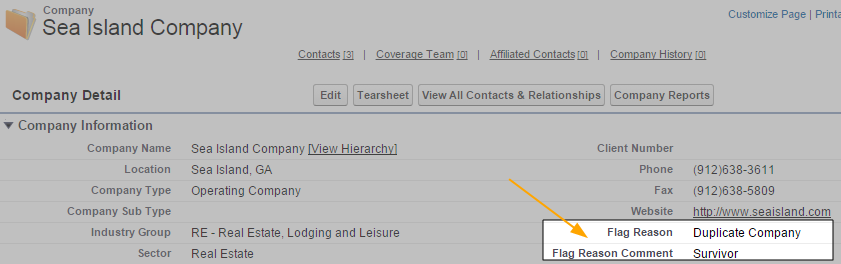 Company
Sea Island Company
Customize Page | Printa
Contacts [3] | Coverage Team [0] | Affiliated Contacts [0] | Company History [0]
Company Detail Edit Tearsheet View All Contacts & Relationships Company Reports
Company Information
Company Name Sea Island Company [View Hierarchy] Client Number
Location Sea Island, GA Phone (912)638-3611
Company Type Operating Company Fax (912)638-5809
Company Sub Type Website http://www.seaisland.com
Industry Group RE - Real Estate, Lodging and Leisure Flag Reason Duplicate Company
Sector Real Estate Flag Reason Comment Survivor